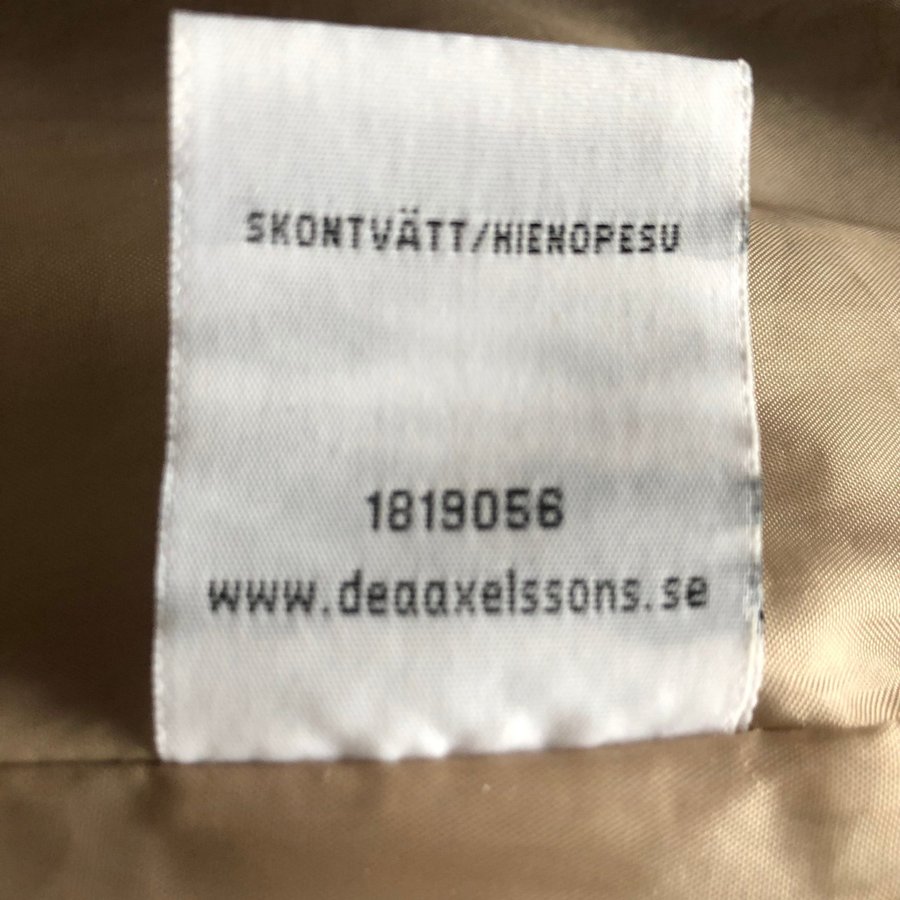 SKONTVÄTT/HIENOPESU
1819056
www.deaaxelssons.se